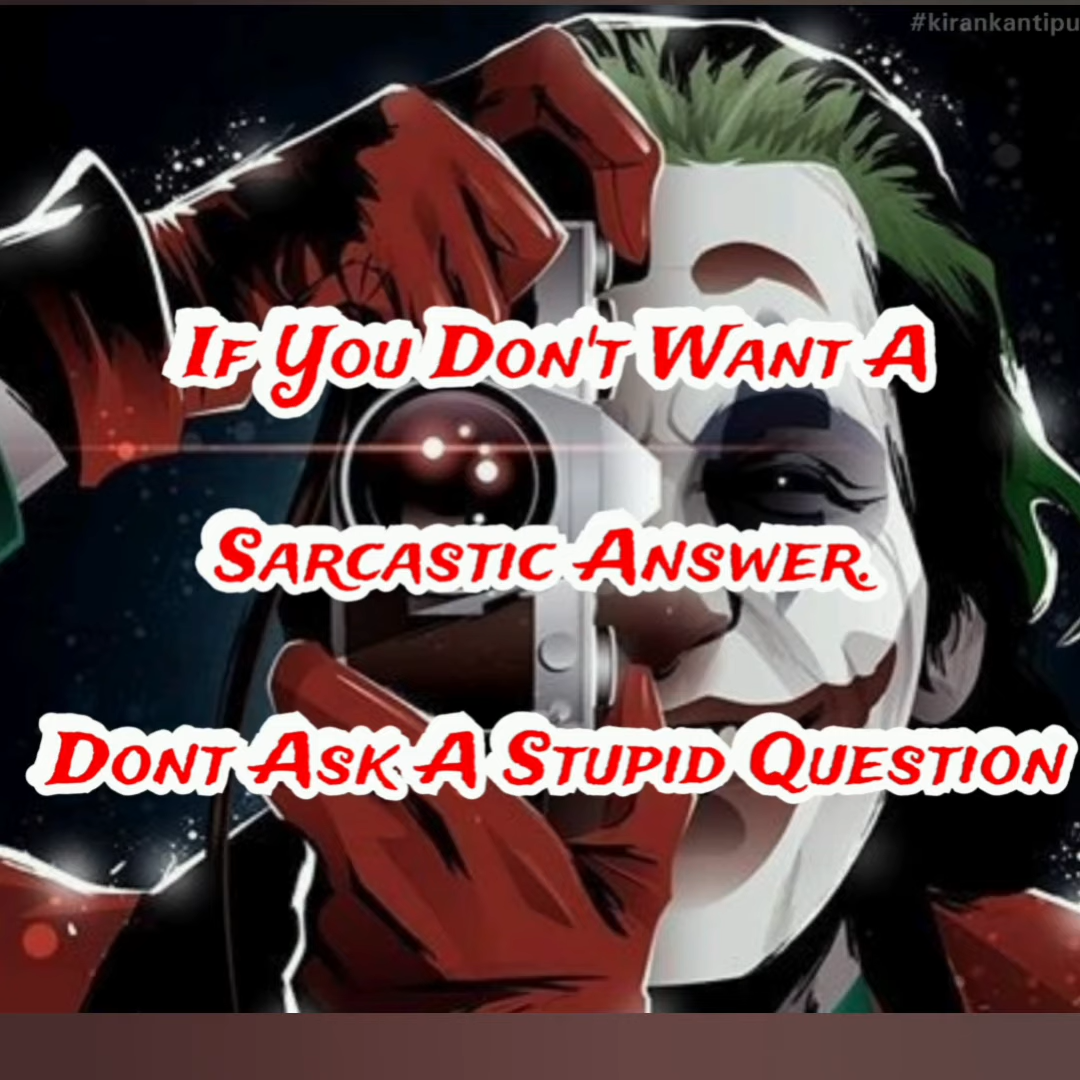 #kirankantipu
If You Don't Want A
Sarcastic Answer.
Dont Ask A Stupid Question